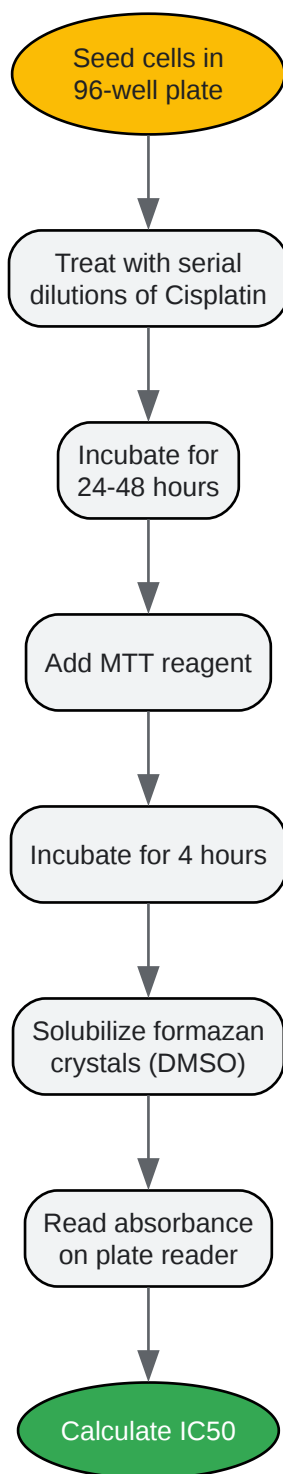 Seed cells in
96-well plate
Treat with serial
dilutions of Cisplatin
Incubate for
24-48 hours
Add MTT reagent
Incubate for 4 hours
Solubilize formazan
crystals (DMSO)
Read absorbance
on plate reader
Calculate IC50